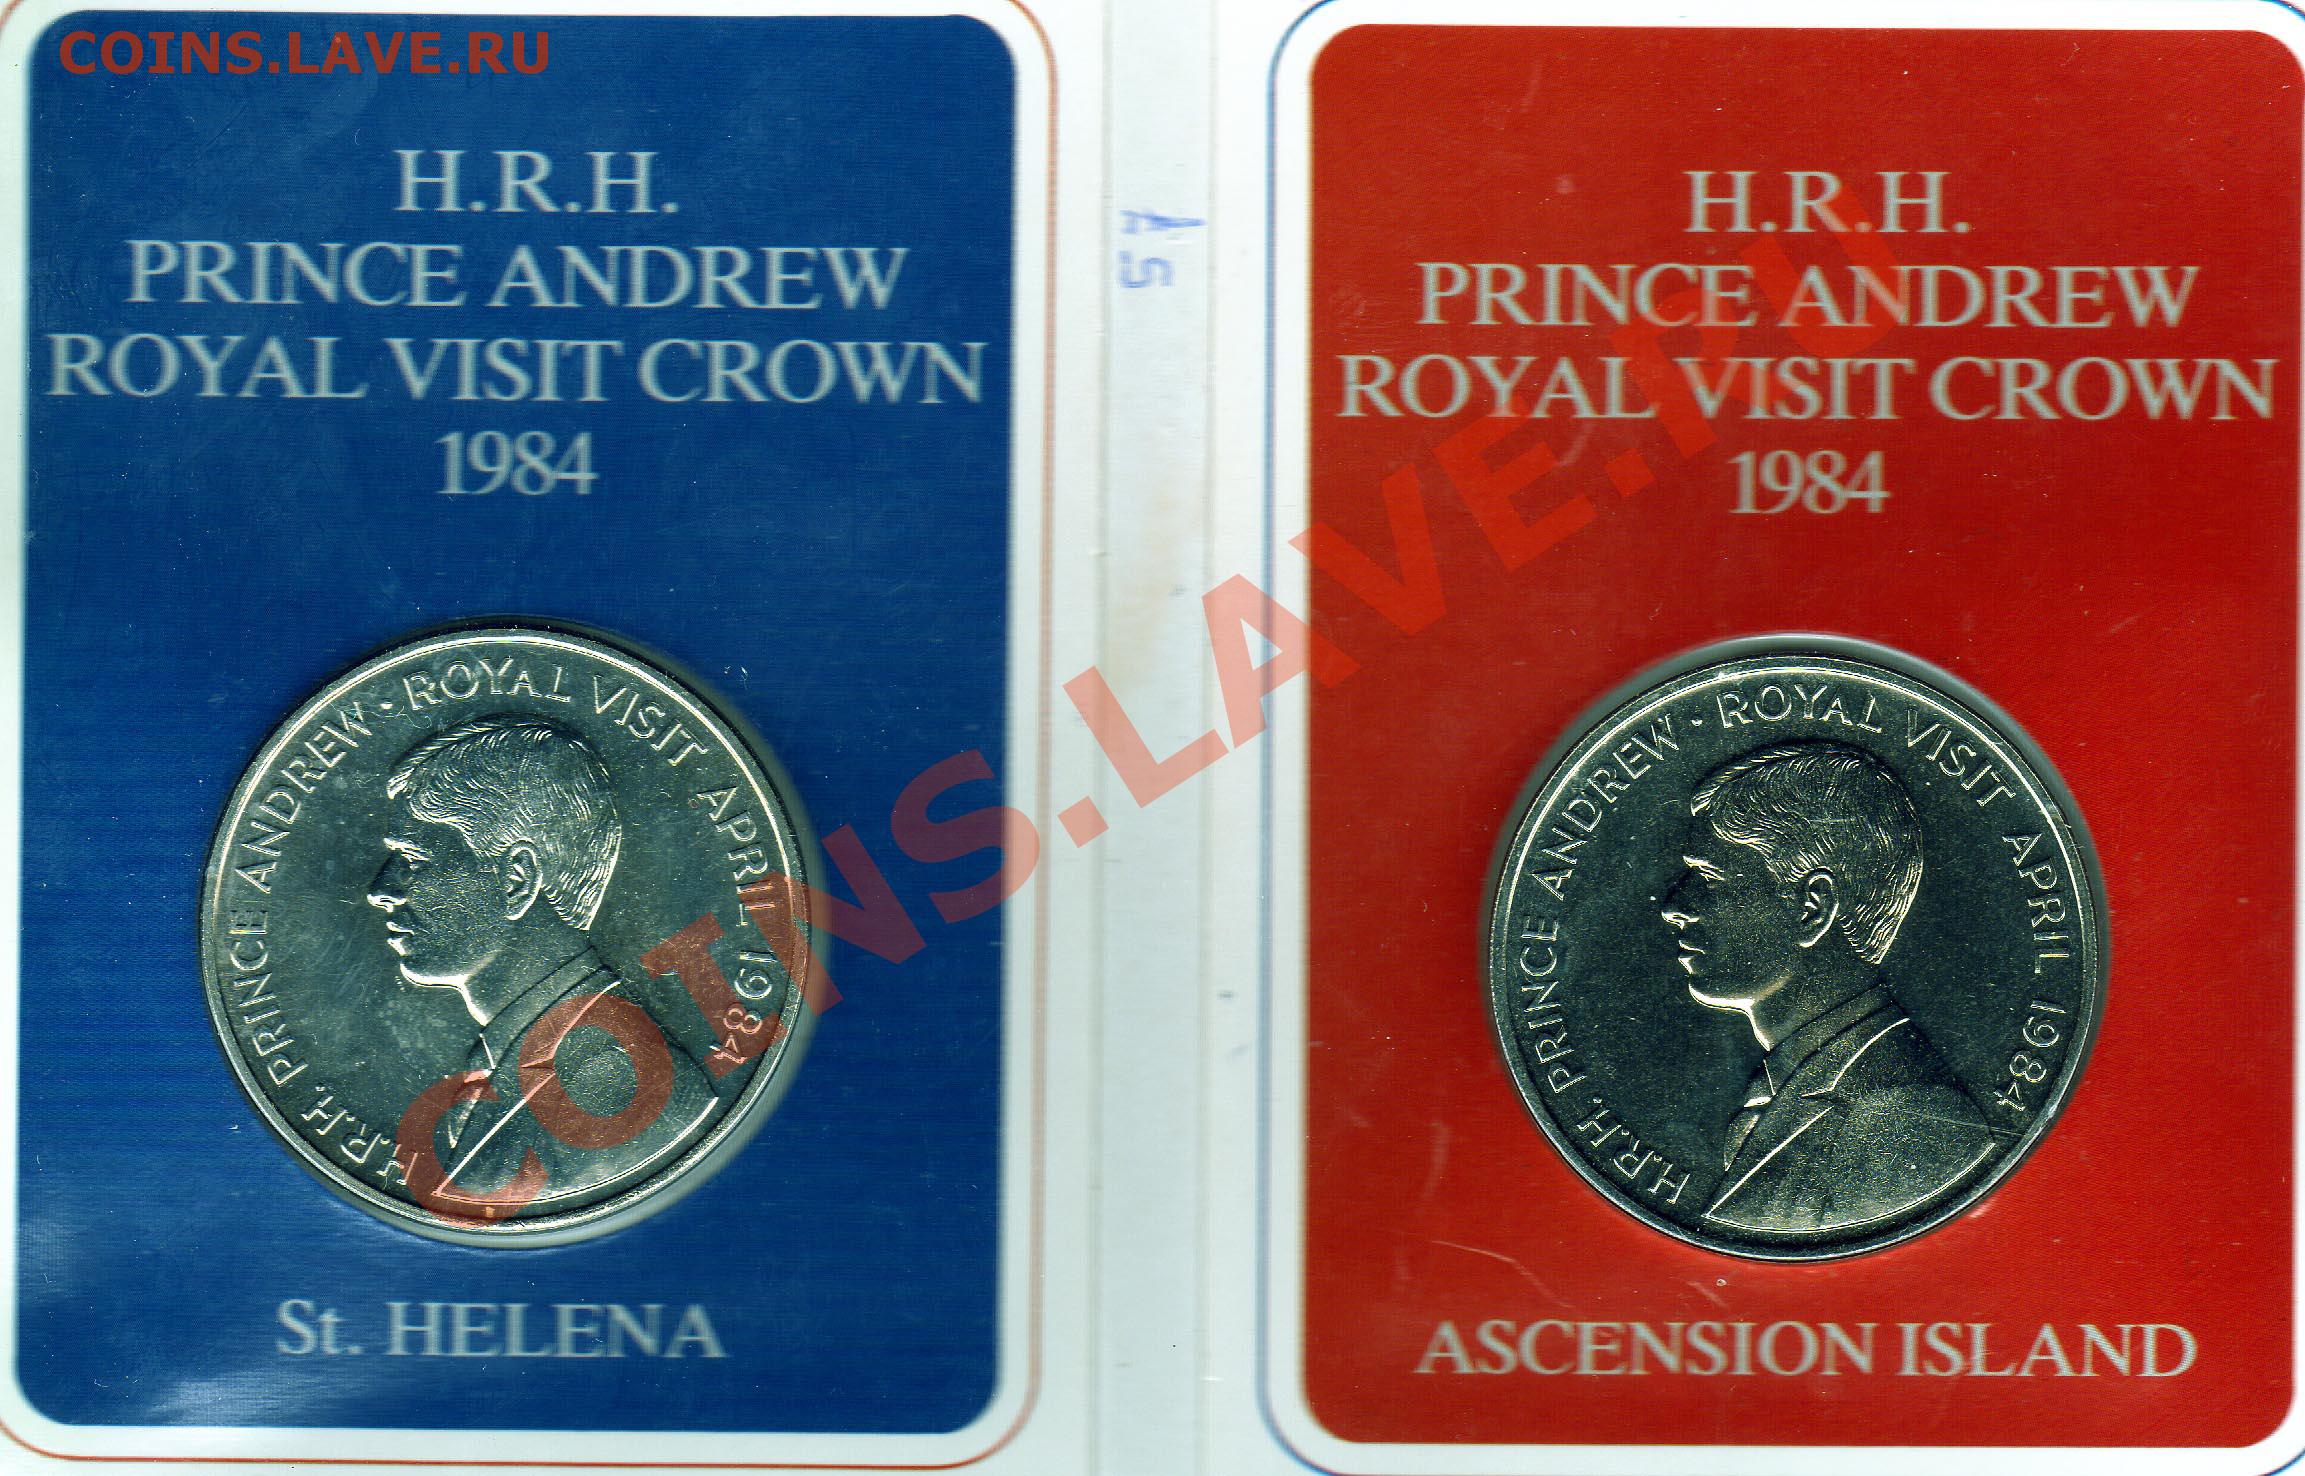 COINS.LAVE.RU
H.R.H.
PRINCE ANDREW
ROYAL VISIT CROWN
1984
H.R.H. PRINCE ANDREW · ROYAL VISIT APRIL 1984
St. HELENA
A5
H.R.H.
PRINCE ANDREW
ROYAL VISIT CROWN
1984
H.R.H. PRINCE ANDREW · ROYAL VISIT APRIL 1984
ASCENSION ISLAND
COINS.LAVE.RU